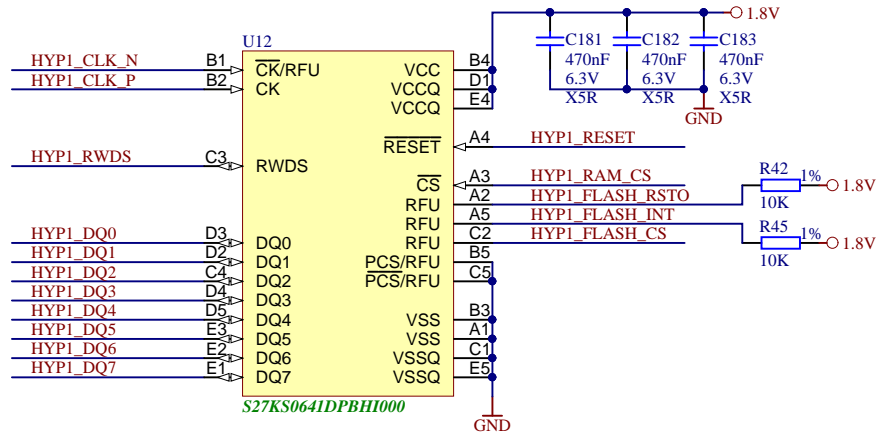 1.8V
U12
C181
470nF
6.3V
X5R
C182
470nF
6.3V
X5R
C183
470nF
6.3V
X5R
GND
HYP1_CLK_N B1 CK/RFU
HYP1_CLK_P B2 CK
VCC B4
VCCQ D1
VCCQ E4
RESET A4 HYP1_RESET
HYP1_RWDS C3 RWDS
CS A3 HYP1_RAM_CS
RFU A2 HYP1_FLASH_RSTO
RFU A5 HYP1_FLASH_INT
RFU C2 HYP1_FLASH_CS
R42 1%
10K
1.8V
R45 1%
10K
1.8V
HYP1_DQ0 D3 DQ0
HYP1_DQ1 D2 DQ1
HYP1_DQ2 C4 DQ2
HYP1_DQ3 D4 DQ3
HYP1_DQ4 D5 DQ4
HYP1_DQ5 E3 DQ5
HYP1_DQ6 E2 DQ6
HYP1_DQ7 E1 DQ7
PCS/RFU B5
PCS/RFU C5
VSS B3
VSS A1
VSSQ C1
VSSQ E5
S27KS0641DPBHI000
GND